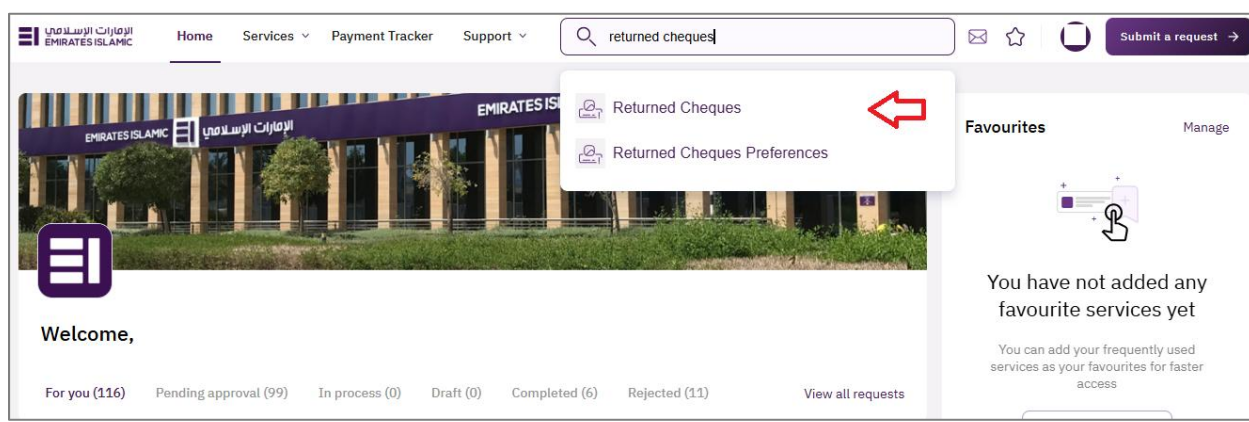 الإمارات الإسلامي
EMIRATES ISLAMIC
Home Services Payment Tracker Support
returned cheques
Submit a request →
Returned Cheques
Returned Cheques Preferences
EMIRATES ISLAMIC الإمارات الإسلامي
EMIRATES IS
Favourites Manage
You have not added any
favourite services yet
You can add your frequently used
services as your favourites for faster
access
Welcome,
For you (116) Pending approval (99) In process (0) Draft (0) Completed (6) Rejected (11) View all requests